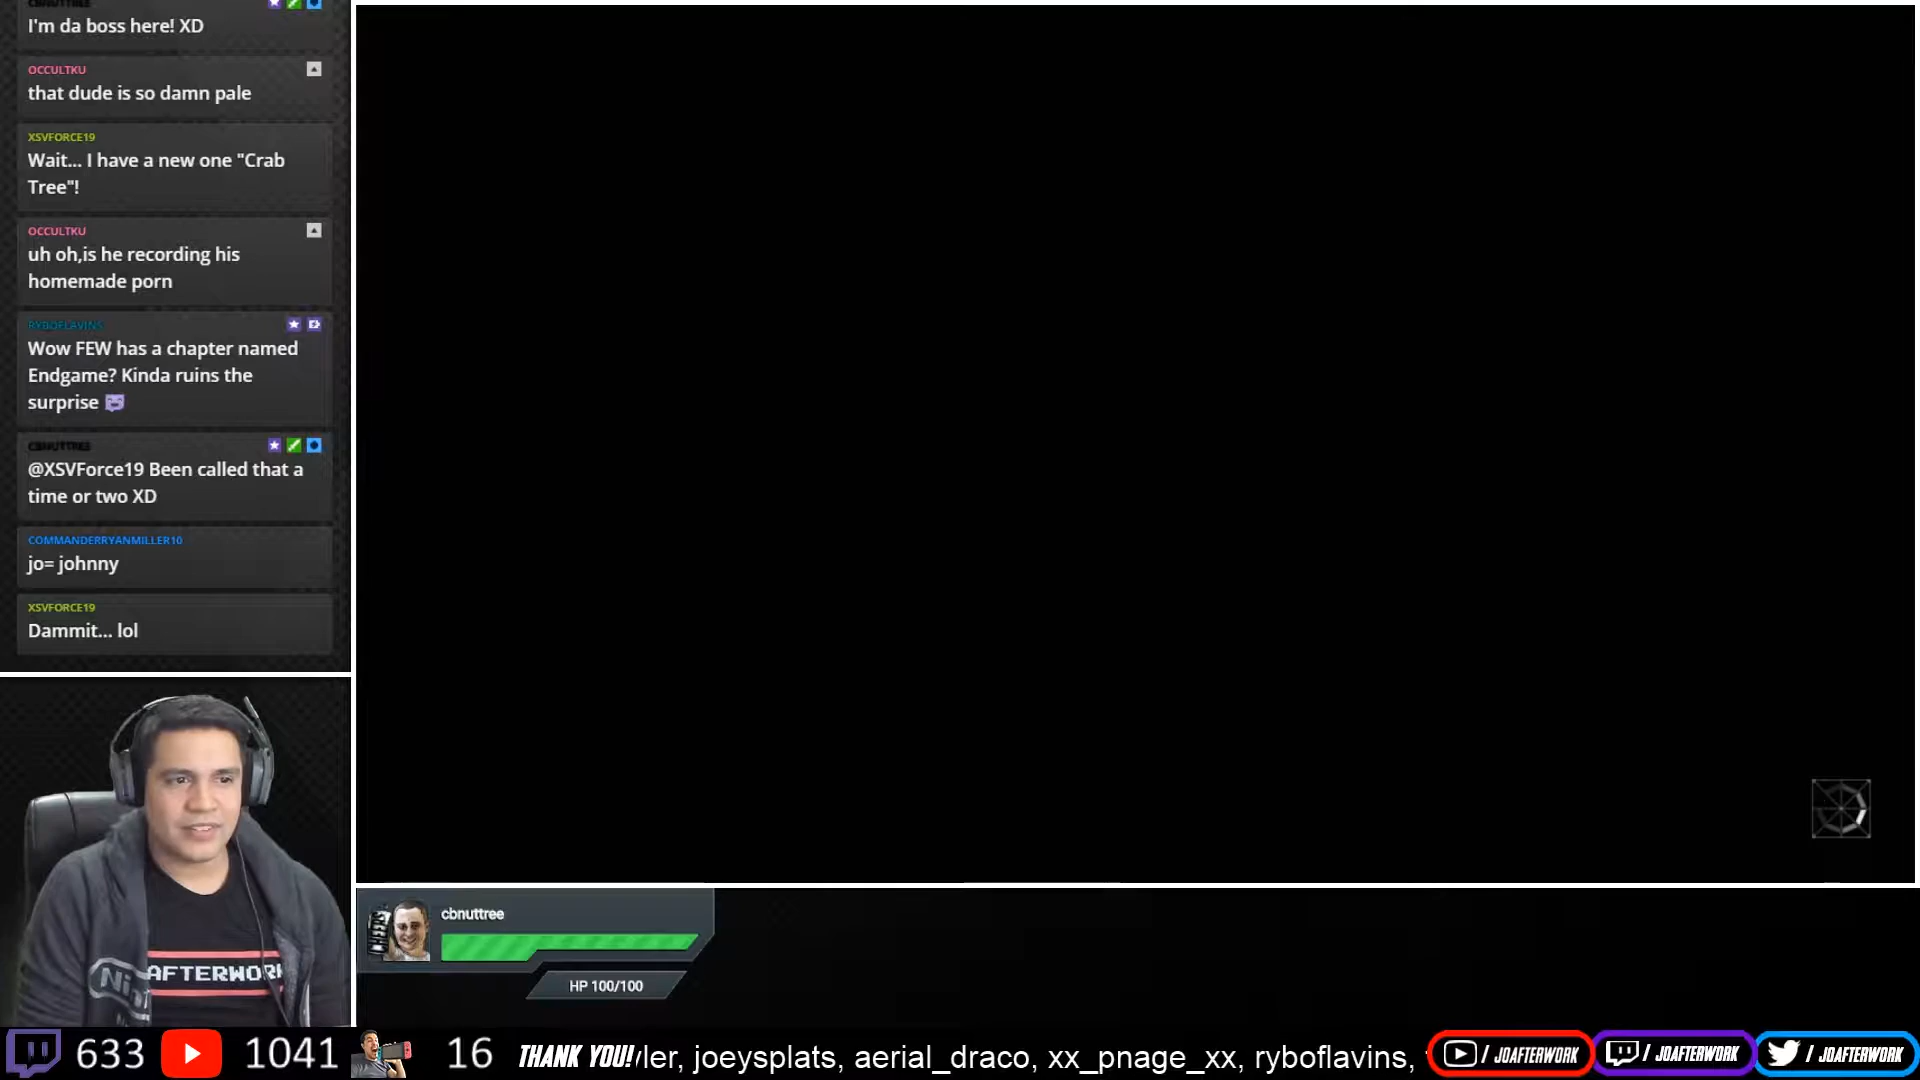 CBNUTTREE
I'm da boss here! XD
OCCULTKU
that dude is so damn pale
XSVFORCE19
Wait... I have a new one "Crab
Tree"!
OCCULTKU
uh oh,is he recording his
homemade porn
RYBOFLAVINS
Wow FEW has a chapter named
Endgame? Kinda ruins the
surprise
CBNUTTREE
@XSVForce19 Been called that a
time or two XD
COMMANDERRYANMILLER10
jo= johnny
XSVFORCE19
Dammit... lol
AFTERWOR
cbnuttree
HP 100/100
633
1041
16
THANK YOU!
ler, joeysplats, aerial_draco, xx_pnage_xx, ryboflavins,
/ JOAFTERWORK
/ JOAFTERWORK
/ JOAFTERWORK